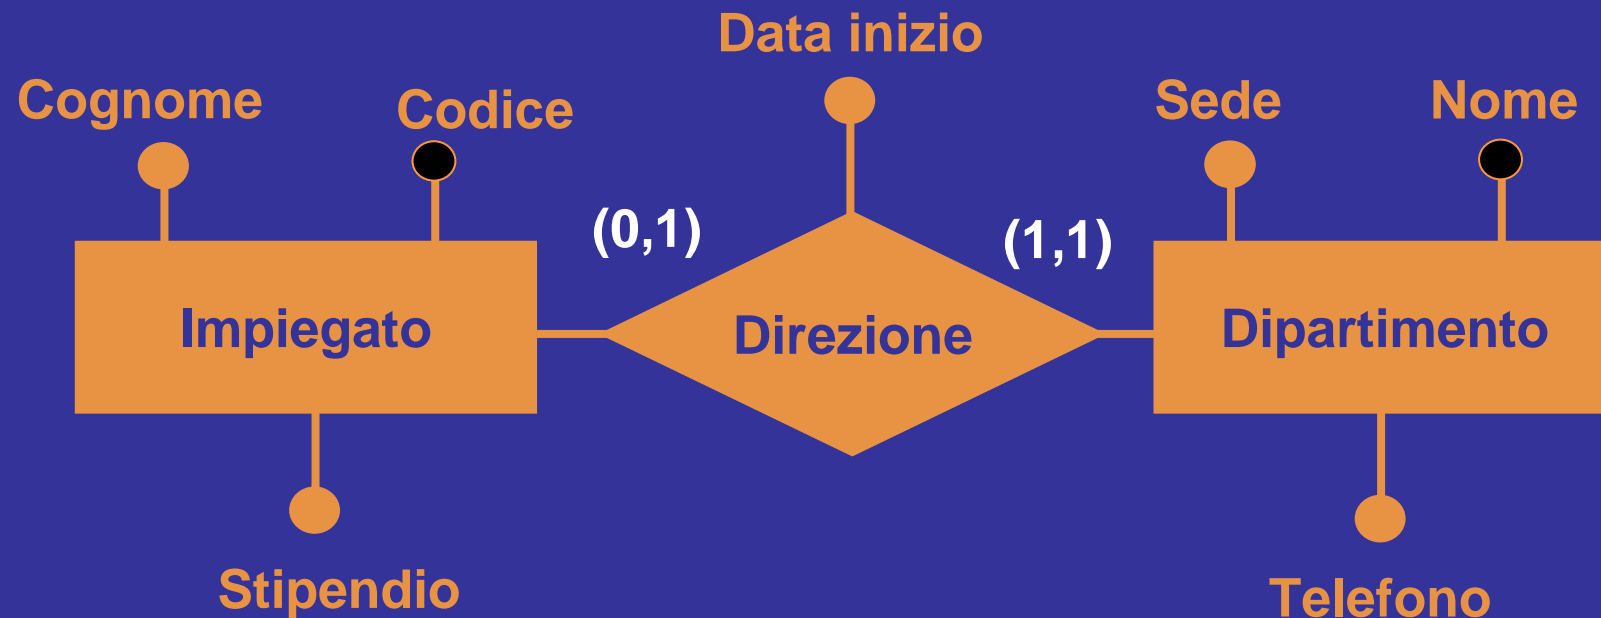 Data inizio
Cognome
Codice
Sede
Nome
(0,1)
(1,1)
Impiegato
Direzione
Dipartimento
Stipendio
Telefono